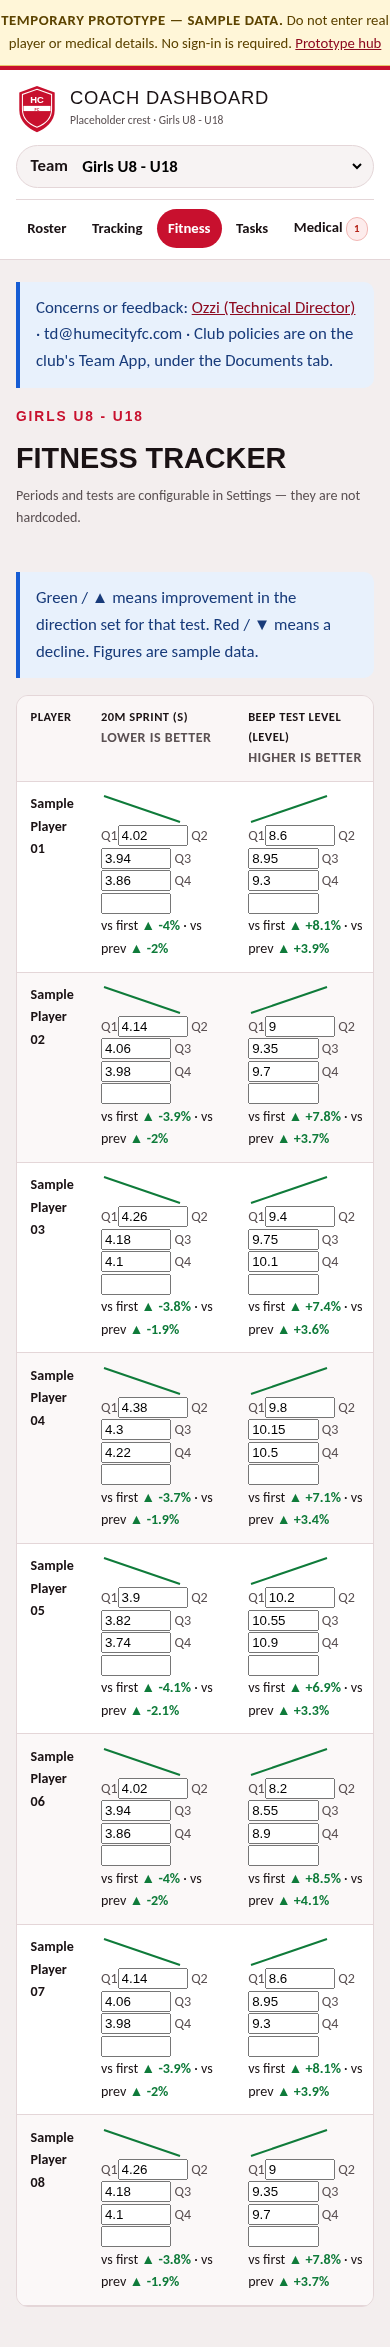 TEMPORARY PROTOTYPE — SAMPLE DATA. Do not enter real
player or medical details. No sign-in is required. Prototype hub
HC
FC
COACH DASHBOARD
Placeholder crest · Girls U8 - U18
Team Girls U8 - U18
Roster Tracking Fitness Tasks Medical 1
Concerns or feedback: Ozzi (Technical Director)
· td@humecityfc.com · Club policies are on the
club's Team App, under the Documents tab.
GIRLS U8 - U18
FITNESS TRACKER
Periods and tests are configurable in Settings — they are not
hardcoded.
Green / ▲ means improvement in the
direction set for that test. Red / ▼ means a
decline. Figures are sample data.
PLAYER 20M SPRINT (S) BEEP TEST LEVEL
(LEVEL)
LOWER IS BETTER HIGHER IS BETTER
Sample
Player
01
Q1 4.02 Q2 Q1 8.6 Q2
3.94 Q3 8.95 Q3
3.86 Q4 9.3 Q4
vs first ▲ -4% · vs vs first ▲ +8.1% · vs
prev ▲ -2% prev ▲ +3.9%
Sample
Player
02
Q1 4.14 Q2 Q1 9 Q2
4.06 Q3 9.35 Q3
3.98 Q4 9.7 Q4
vs first ▲ -3.9% · vs vs first ▲ +7.8% · vs
prev ▲ -2% prev ▲ +3.7%
Sample
Player
03
Q1 4.26 Q2 Q1 9.4 Q2
4.18 Q3 9.75 Q3
4.1 Q4 10.1 Q4
vs first ▲ -3.8% · vs vs first ▲ +7.4% · vs
prev ▲ -1.9% prev ▲ +3.6%
Sample
Player
04
Q1 4.38 Q2 Q1 9.8 Q2
4.3 Q3 10.15 Q3
4.22 Q4 10.5 Q4
vs first ▲ -3.7% · vs vs first ▲ +7.1% · vs
prev ▲ -1.9% prev ▲ +3.4%
Sample
Player
05
Q1 3.9 Q2 Q1 10.2 Q2
3.82 Q3 10.55 Q3
3.74 Q4 10.9 Q4
vs first ▲ -4.1% · vs vs first ▲ +6.9% · vs
prev ▲ -2.1% prev ▲ +3.3%
Sample
Player
06
Q1 4.02 Q2 Q1 8.2 Q2
3.94 Q3 8.55 Q3
3.86 Q4 8.9 Q4
vs first ▲ -4% · vs vs first ▲ +8.5% · vs
prev ▲ -2% prev ▲ +4.1%
Sample
Player
07
Q1 4.14 Q2 Q1 8.6 Q2
4.06 Q3 8.95 Q3
3.98 Q4 9.3 Q4
vs first ▲ -3.9% · vs vs first ▲ +8.1% · vs
prev ▲ -2% prev ▲ +3.9%
Sample
Player
08
Q1 4.26 Q2 Q1 9 Q2
4.18 Q3 9.35 Q3
4.1 Q4 9.7 Q4
vs first ▲ -3.8% · vs vs first ▲ +7.8% · vs
prev ▲ -1.9% prev ▲ +3.7%